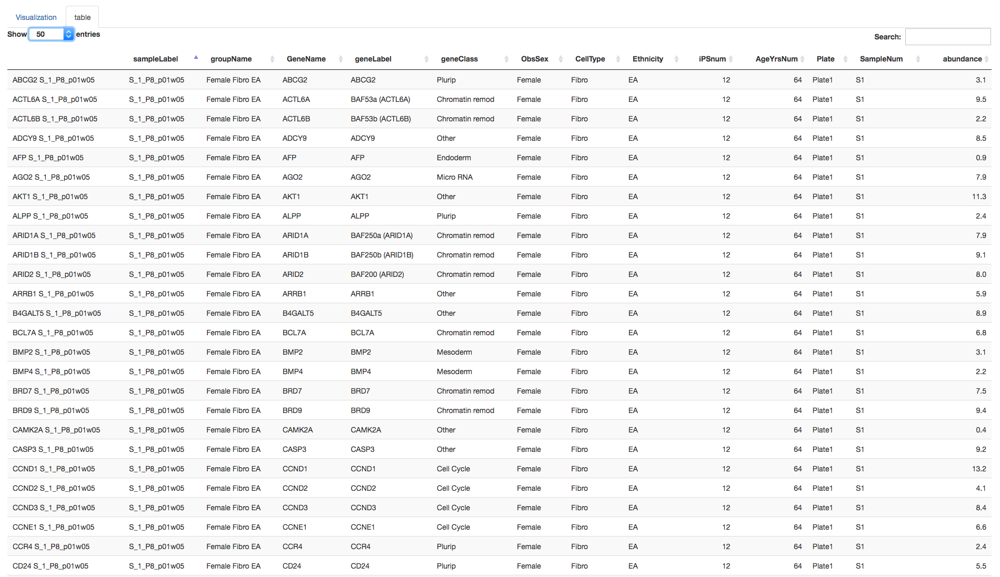 Visualization table
Show 50 entries
Search:
sampleLabel groupName GeneName geneLabel geneClass ObsSex CellType Ethnicity iPSnum AgeYrsNum Plate SampleNum abundance
ABCG2 S_1_P8_p01w05 S_1_P8_p01w05 Female Fibro EA ABCG2 ABCG2 Plurip Female Fibro EA 12 64 Plate1 S1 3.1
ACTL6A S_1_P8_p01w05 S_1_P8_p01w05 Female Fibro EA ACTL6A BAF53a (ACTL6A) Chromatin remod Female Fibro EA 12 64 Plate1 S1 9.5
ACTL6B S_1_P8_p01w05 S_1_P8_p01w05 Female Fibro EA ACTL6B BAF53b (ACTL6B) Chromatin remod Female Fibro EA 12 64 Plate1 S1 2.2
ADCY9 S_1_P8_p01w05 S_1_P8_p01w05 Female Fibro EA ADCY9 ADCY9 Other Female Fibro EA 12 64 Plate1 S1 8.5
AFP S_1_P8_p01w05 S_1_P8_p01w05 Female Fibro EA AFP AFP Endoderm Female Fibro EA 12 64 Plate1 S1 0.9
AGO2 S_1_P8_p01w05 S_1_P8_p01w05 Female Fibro EA AGO2 AGO2 Micro RNA Female Fibro EA 12 64 Plate1 S1 7.9
AKT1 S_1_P8_p01w05 S_1_P8_p01w05 Female Fibro EA AKT1 AKT1 Other Female Fibro EA 12 64 Plate1 S1 11.3
ALPP S_1_P8_p01w05 S_1_P8_p01w05 Female Fibro EA ALPP ALPP Plurip Female Fibro EA 12 64 Plate1 S1 2.4
ARID1A S_1_P8_p01w05 S_1_P8_p01w05 Female Fibro EA ARID1A BAF250a (ARID1A) Chromatin remod Female Fibro EA 12 64 Plate1 S1 7.9
ARID1B S_1_P8_p01w05 S_1_P8_p01w05 Female Fibro EA ARID1B BAF250b (ARID1B) Chromatin remod Female Fibro EA 12 64 Plate1 S1 9.1
ARID2 S_1_P8_p01w05 S_1_P8_p01w05 Female Fibro EA ARID2 BAF200 (ARID2) Chromatin remod Female Fibro EA 12 64 Plate1 S1 8.0
ARRB1 S_1_P8_p01w05 S_1_P8_p01w05 Female Fibro EA ARRB1 ARRB1 Other Female Fibro EA 12 64 Plate1 S1 5.9
B4GALT5 S_1_P8_p01w05 S_1_P8_p01w05 Female Fibro EA B4GALT5 B4GALT5 Other Female Fibro EA 12 64 Plate1 S1 8.9
BCL7A S_1_P8_p01w05 S_1_P8_p01w05 Female Fibro EA BCL7A BCL7A Chromatin remod Female Fibro EA 12 64 Plate1 S1 6.8
BMP2 S_1_P8_p01w05 S_1_P8_p01w05 Female Fibro EA BMP2 BMP2 Mesoderm Female Fibro EA 12 64 Plate1 S1 3.1
BMP4 S_1_P8_p01w05 S_1_P8_p01w05 Female Fibro EA BMP4 BMP4 Mesoderm Female Fibro EA 12 64 Plate1 S1 2.2
BRD7 S_1_P8_p01w05 S_1_P8_p01w05 Female Fibro EA BRD7 BRD7 Chromatin remod Female Fibro EA 12 64 Plate1 S1 7.5
BRD9 S_1_P8_p01w05 S_1_P8_p01w05 Female Fibro EA BRD9 BRD9 Chromatin remod Female Fibro EA 12 64 Plate1 S1 9.4
CAMK2A S_1_P8_p01w05 S_1_P8_p01w05 Female Fibro EA CAMK2A CAMK2A Other Female Fibro EA 12 64 Plate1 S1 0.4
CASP3 S_1_P8_p01w05 S_1_P8_p01w05 Female Fibro EA CASP3 CASP3 Other Female Fibro EA 12 64 Plate1 S1 9.2
CCND1 S_1_P8_p01w05 S_1_P8_p01w05 Female Fibro EA CCND1 CCND1 Cell Cycle Female Fibro EA 12 64 Plate1 S1 13.2
CCND2 S_1_P8_p01w05 S_1_P8_p01w05 Female Fibro EA CCND2 CCND2 Cell Cycle Female Fibro EA 12 64 Plate1 S1 4.1
CCND3 S_1_P8_p01w05 S_1_P8_p01w05 Female Fibro EA CCND3 CCND3 Cell Cycle Female Fibro EA 12 64 Plate1 S1 8.4
CCNE1 S_1_P8_p01w05 S_1_P8_p01w05 Female Fibro EA CCNE1 CCNE1 Cell Cycle Female Fibro EA 12 64 Plate1 S1 6.6
CCR4 S_1_P8_p01w05 S_1_P8_p01w05 Female Fibro EA CCR4 CCR4 Plurip Female Fibro EA 12 64 Plate1 S1 2.4
CD24 S_1_P8_p01w05 S_1_P8_p01w05 Female Fibro EA CD24 CD24 Plurip Female Fibro EA 12 64 Plate1 S1 5.5